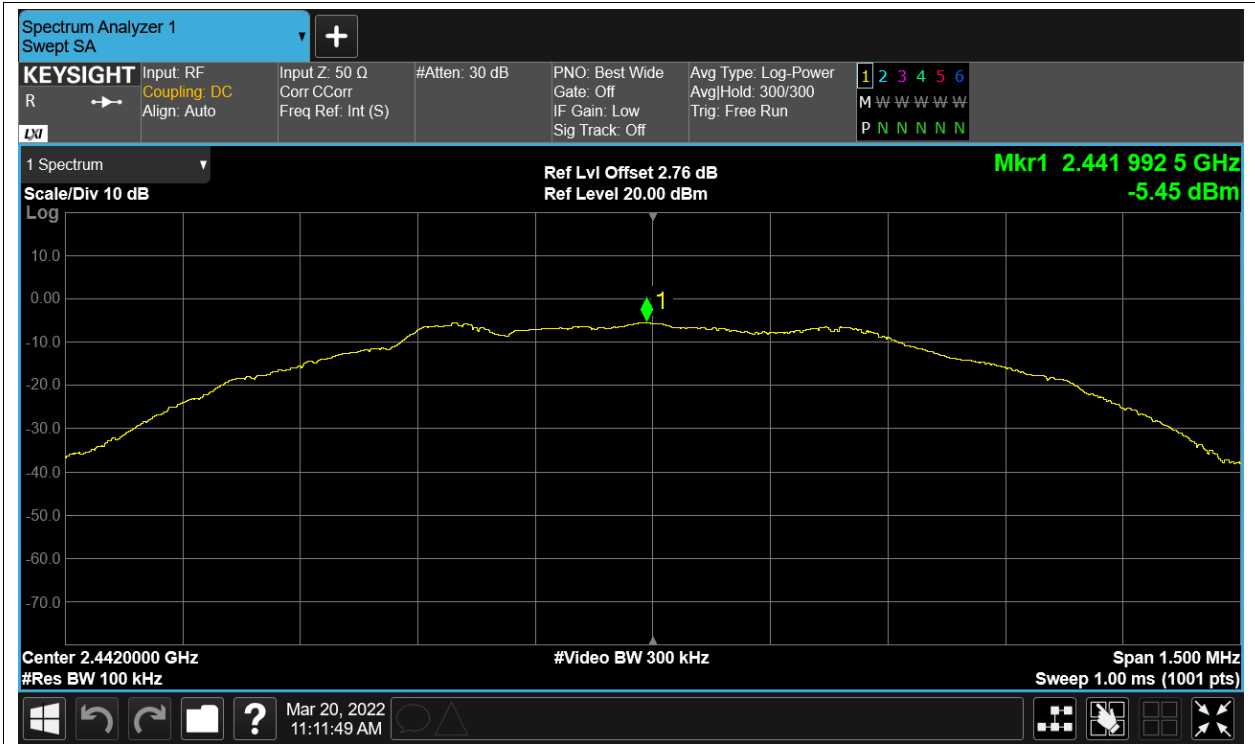 Spectrum Analyzer 1
Swept SA
KEYSIGHT
R
LXI
Input: RF
Coupling: DC
Align: Auto
Input Z: 50 Ω
Corr CCorr
Freq Ref: Int (S)
#Atten: 30 dB
PNO: Best Wide
Gate: Off
IF Gain: Low
Sig Track: Off
Avg Type: Log-Power
Avg|Hold: 300/300
Trig: Free Run
1 2 3 4 5 6
M W W W W W
P N N N N N
1 Spectrum
Scale/Div 10 dB
Log
Ref Lvl Offset 2.76 dB
Ref Level 20.00 dBm
Mkr1 2.441 992 5 GHz
-5.45 dBm
10.0
0.00
1
-10.0
-20.0
-30.0
-40.0
-50.0
-60.0
-70.0
Center 2.4420000 GHz
#Res BW 100 kHz
#Video BW 300 kHz
Span 1.500 MHz
Sweep 1.00 ms (1001 pts)
?
Mar 20, 2022
11:11:49 AM